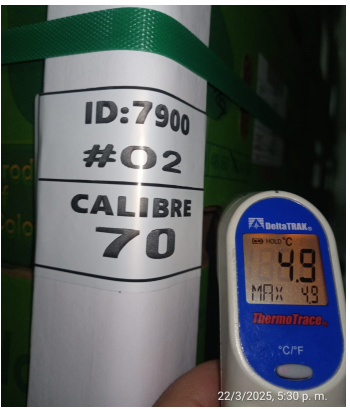 ID:7900
#02
CALIBRE
70
DeltaTRAK®
HOLD °C
4.9
MAX 4.9
ThermoTrace
°C/°F
22/3/2025, 5:30 p. m.